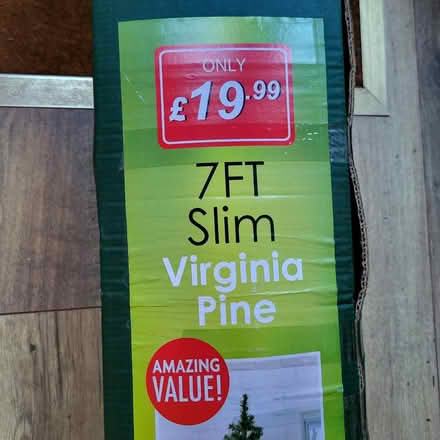 ONLY
£19.99
7FT
Slim
Virginia
Pine
AMAZING
VALUE!